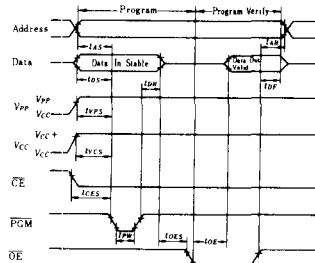 Program
Program Verify
Address
tAS
tAH
Data
Data In Stable
Data Out
Valid
tDS
tDH
tDF
VPP
VPP
VCC
tVPS
VCC
VCC +
VCC
tVCS
CE
tCES
PGM
tPW
tOES
tOE
OE